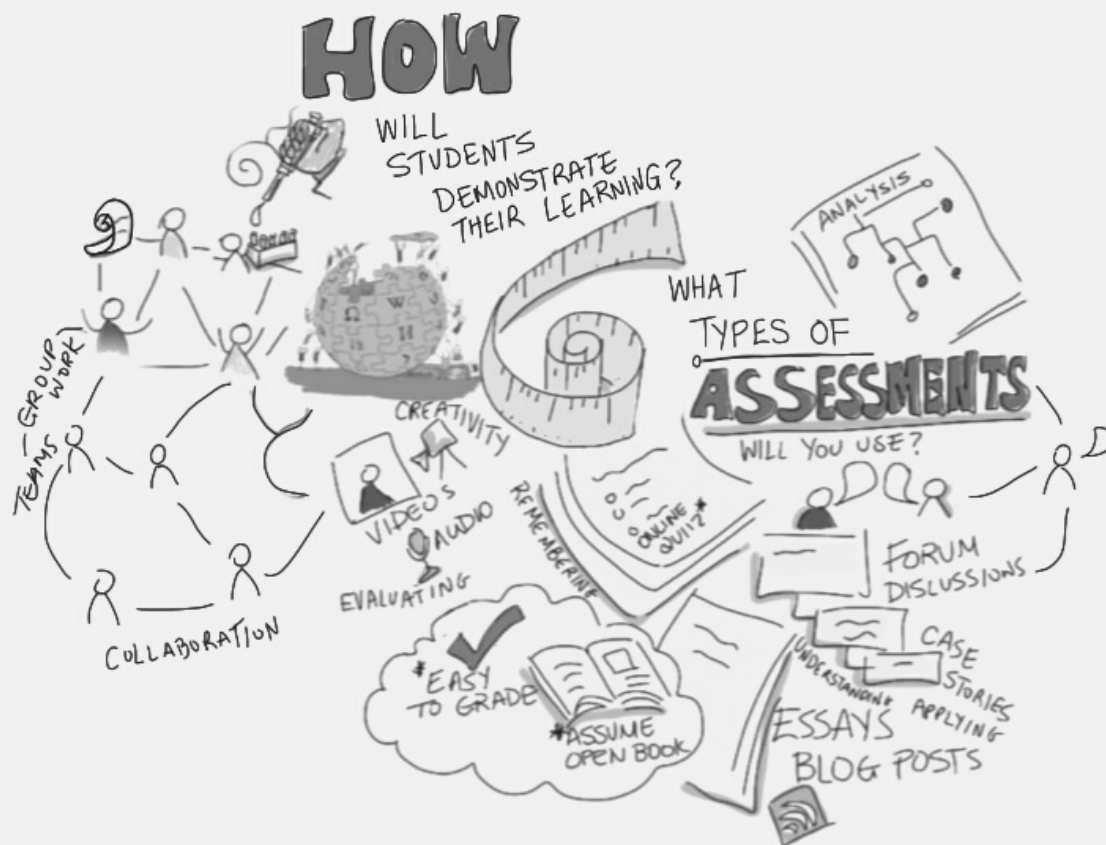 HOW
WILL
STUDENTS
DEMONSTRATE
THEIR LEARNING?
ANALYSIS
WHAT
TYPES OF
ASSESSMENTS
WILL YOU USE?
TEAMS - GROUP
WORK
COLLABORATION
Ω
W
CREATIVITY
VIDEOS
AUDIO
EVALUATING
REMEMBERING
ONLINE
QUIZ?*
FORUM
DISCUSSIONS
CASE
STORIES
UNDERSTANDING
APPLYING
ESSAYS
BLOG POSTS
*EASY
TO GRADE
*ASSUME
OPEN BOOK